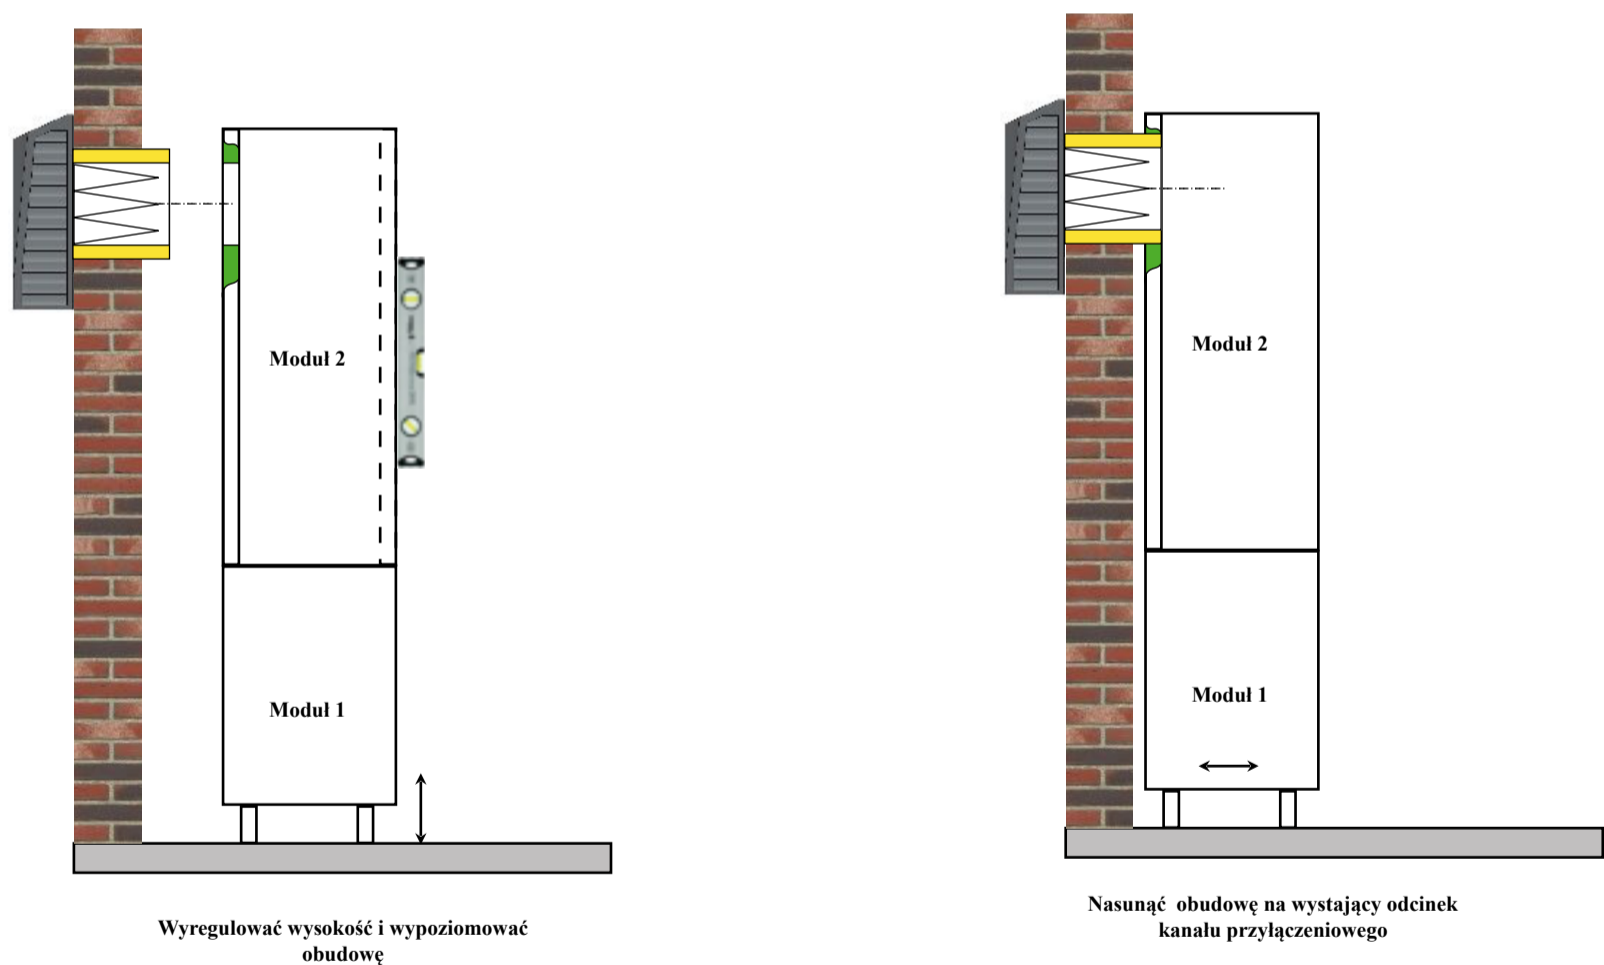 Moduł 2
Moduł 1
Wyregulować wysokość i wypoziomować
obudowę
Moduł 2
Moduł 1
Nasunąć obudowę na wystający odcinek
kanału przyłączeniowego